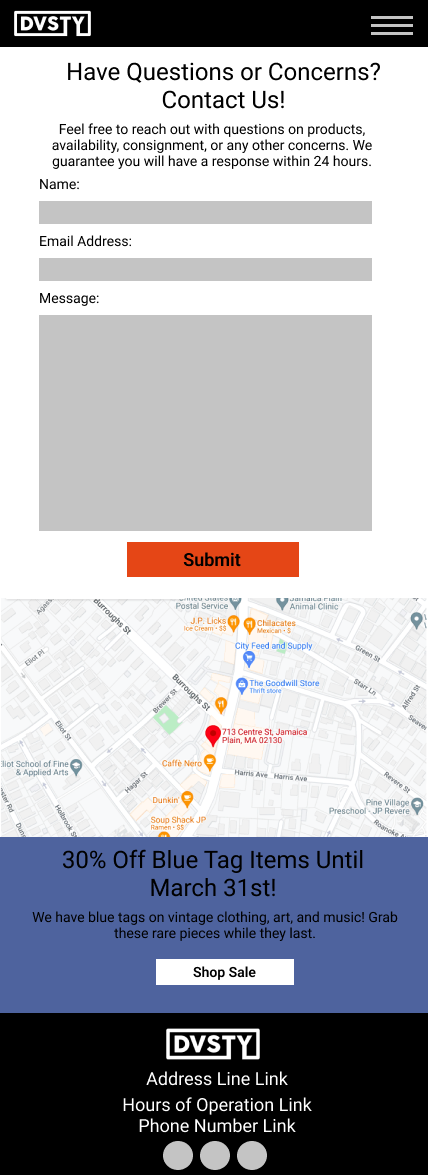 DVSTY
Have Questions or Concerns?
Contact Us!
Feel free to reach out with questions on products,
availability, consignment, or any other concerns. We
guarantee you will have a response within 24 hours.
Name:
Email Address:
Message:
Submit
Postal Service
Jamaica Plain
Animal Clinic
Burroughs St
J.P. Licks
Ice Cream • $$
Chilacates
Mexican • $
City Feed and Supply
Green St
Eliot Pl
The Goodwill Store
Thrift store
Burroughs St
Starr Ln
Alfred St
Brewer St
Eliot St
713 Centre St, Jamaica
Plain, MA 02130
Caffè Nero
liot School of Fine
& Applied Arts
Hagar St
Harris Ave
Harris Ave
Revere St
Dunkin'
Holbrook St
Pine Village
Preschool - JP Revere
Soup Shack JP
Ramen • $$
Roanoke
30% Off Blue Tag Items Until
March 31st!
We have blue tags on vintage clothing, art, and music! Grab
these rare pieces while they last.
Shop Sale
DVSTY
Address Line Link
Hours of Operation Link
Phone Number Link